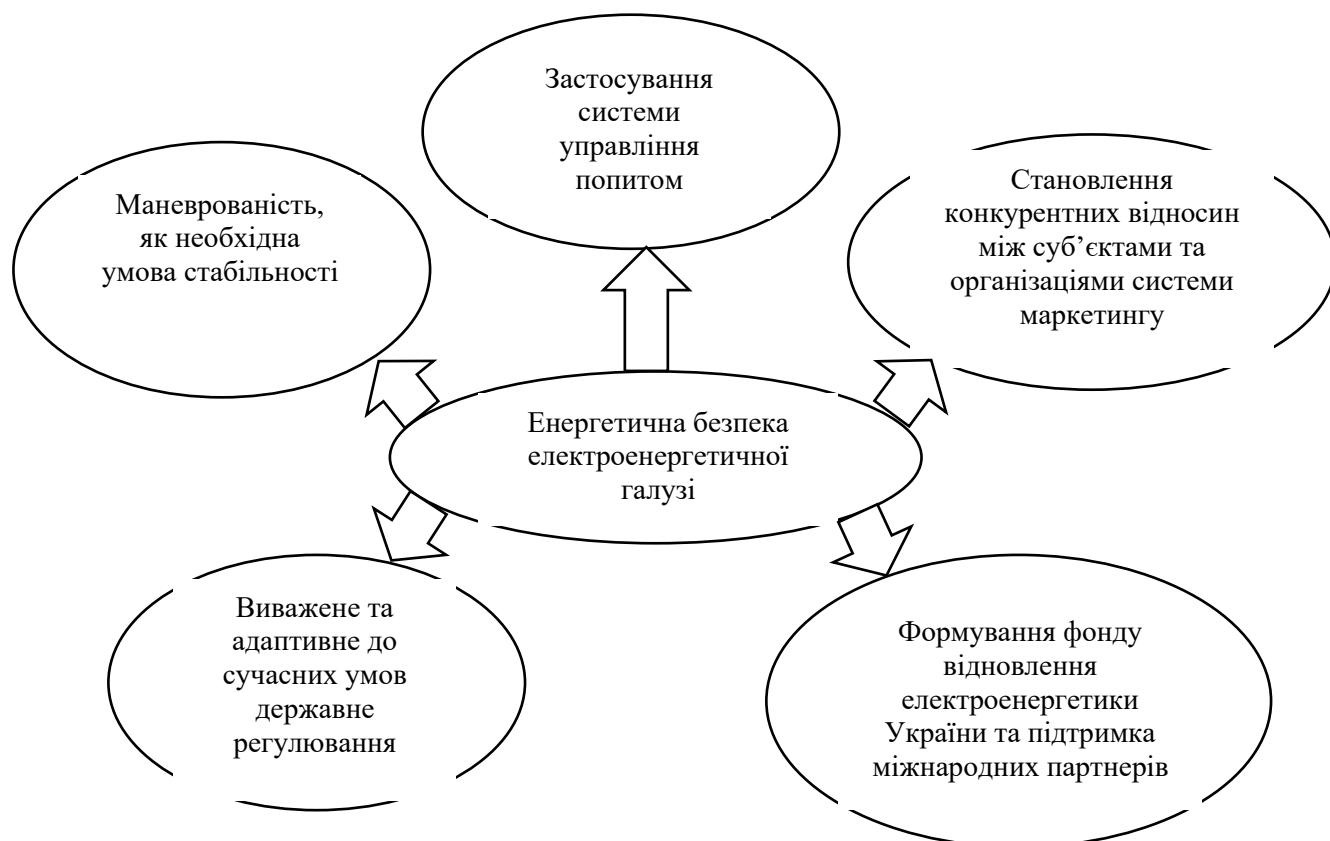 Застосування
системи
управління
попитом
Маневрованість,
як необхідна
умова стабільності
Становлення
конкурентних відносин
між суб’єктами та
організаціями системи
маркетингу
Енергетична безпека
електроенергетичної
галузі
Виважене та
адаптивне до
сучасних умов
державне
регулювання
Формування фонду
відновлення
електроенергетики
України та підтримка
міжнародних партнерів